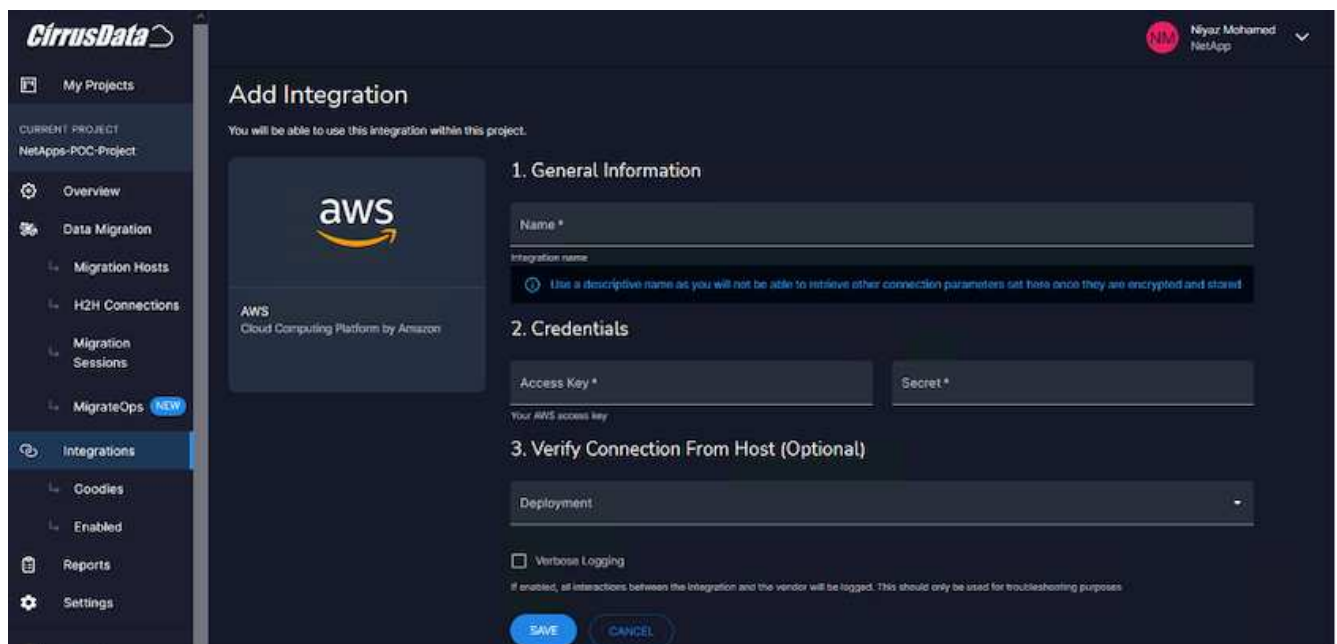 CirrusData
NM
Niyaz Mohamed
NetApp
My Projects
CURRENT PROJECT
NetApps-POC-Project
Overview
Data Migration
Migration Hosts
H2H Connections
Migration
Sessions
MigrateOps NEW
Integrations
Goodies
Enabled
Reports
Settings
Add Integration
You will be able to use this integration within this project.
aws
AWS
Cloud Computing Platform by Amazon
1. General Information
Name *
Integration name
Use a descriptive name as you will not be able to retrieve other connection parameters set here once they are encrypted and stored
2. Credentials
Access Key * Secret *
Your AWS access key
3. Verify Connection From Host (Optional)
Deployment
Verbose Logging
If enabled, all interactions between the integration and the vendor will be logged. This should only be used for troubleshooting purposes
SAVE CANCEL